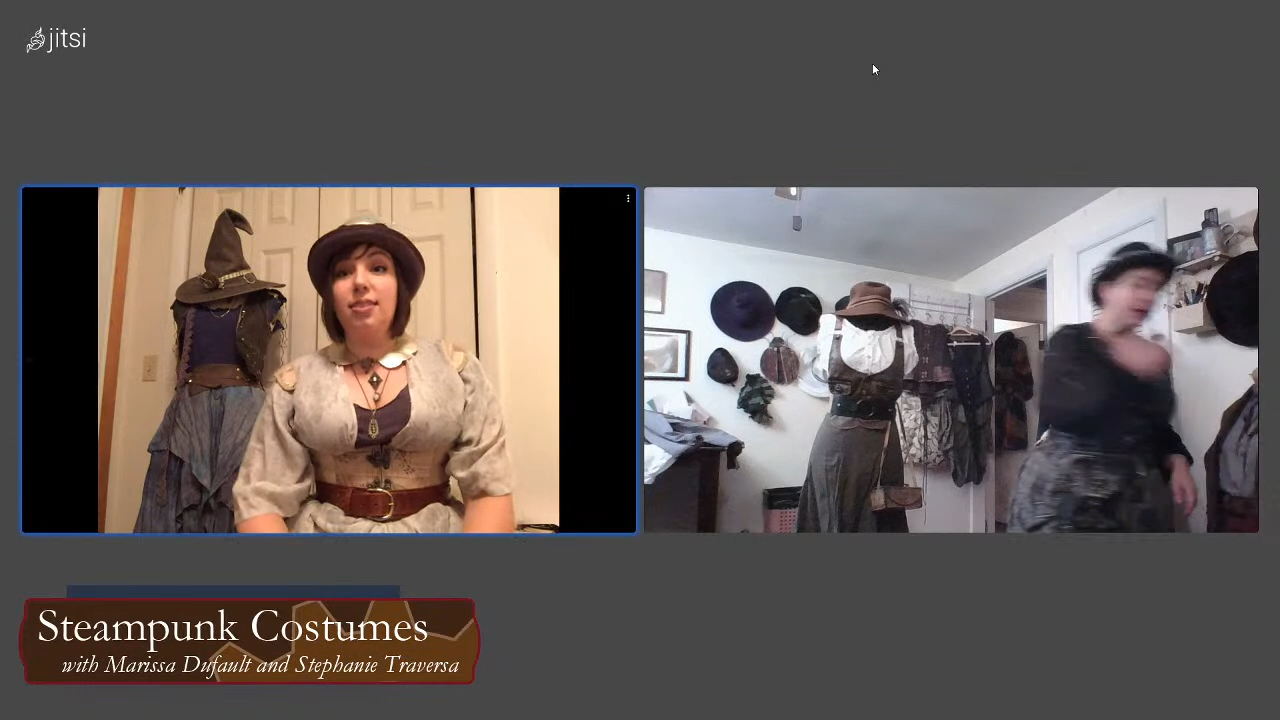 jitsi
Steampunk Costumes
with Marissa Dufault and Stephanie Traversa